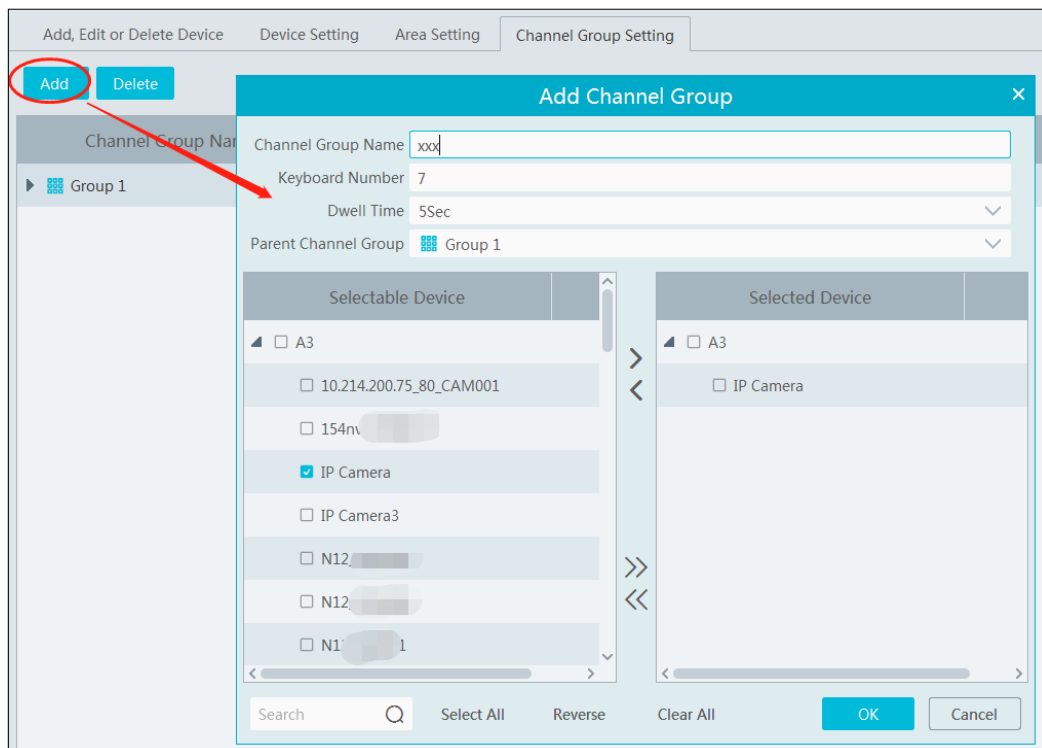 Add, Edit or Delete Device Device Setting Area Setting Channel Group Setting
Add Delete
Add Channel Group
Channel Group Name xxx
Group 1
Keyboard Number 7
Dwell Time 5Sec
Parent Channel Group Group 1
Selectable Device Selected Device
A3 A3
10.214.200.75_80_CAM001 IP Camera
IP Camera
IP Camera3
N12_
N12_
Search Select All Reverse Clear All OK Cancel